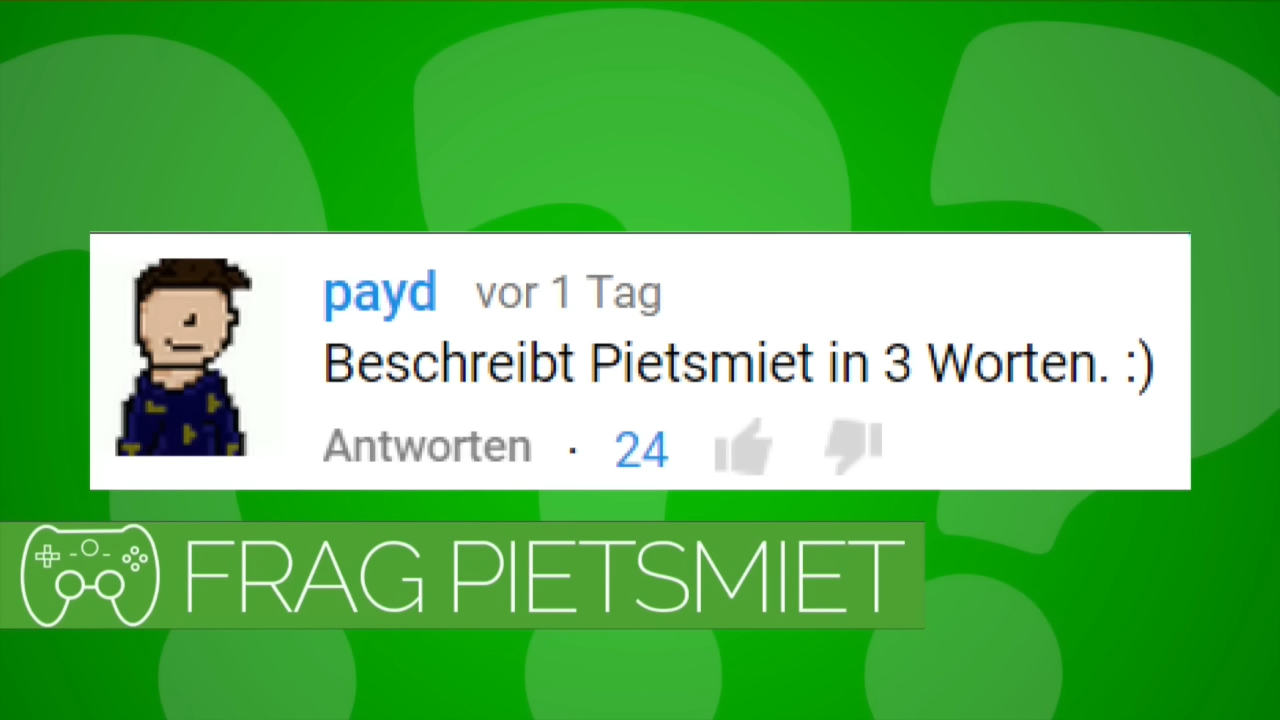 payd vor 1 Tag
Beschreibt Pietsmiet in 3 Worten. :)
Antworten · 24
FRAG PIETSMIET